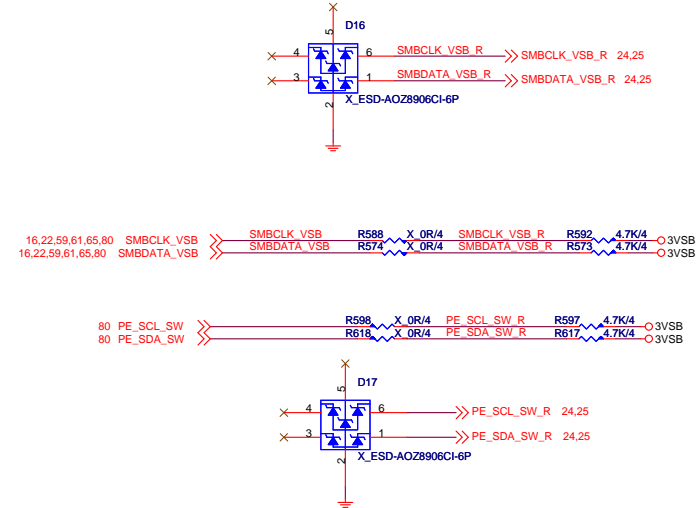 D16
5
4
6 SMBCLK_VSB_R SMBCLK_VSB_R 24,25
3
1 SMBDATA_VSB_R SMBDATA_VSB_R 24,25
X_ESD-AOZ8906CI-6P
2
16,22,59,61,65,80 SMBCLK_VSB SMBCLK_VSB R588 X_0R/4 SMBCLK_VSB_R R592 4.7K/4 3VSB
16,22,59,61,65,80 SMBDATA_VSB SMBDATA_VSB R574 X_0R/4 SMBDATA_VSB_R R573 4.7K/4 3VSB
80 PE_SCL_SW R598 X_0R/4 PE_SCL_SW_R R597 4.7K/4 3VSB
80 PE_SDA_SW R618 X_0R/4 PE_SDA_SW_R R617 4.7K/4 3VSB
D17
5
4
6 PE_SCL_SW_R 24,25
3
1 PE_SDA_SW_R 24,25
X_ESD-AOZ8906CI-6P
2